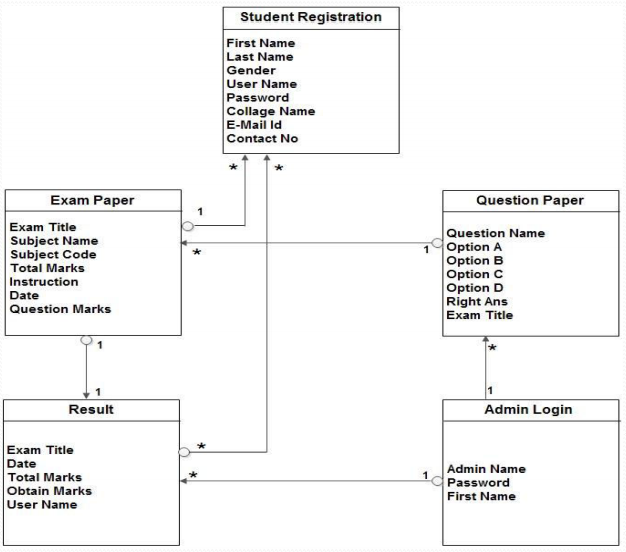 Student Registration
First Name
Last Name
Gender
User Name
Password
Collage Name
E-Mail Id
Contact No
* *
Exam Paper
1
Exam Title
Subject Name
Subject Code
Total Marks
Instruction
Date
Question Marks
*
1
Question Paper
1
Question Name
Option A
Option B
Option C
Option D
Right Ans
Exam Title
*
1
1
Result
*
Exam Title
Date
Total Marks
Obtain Marks
User Name
*
1
Admin Login
Admin Name
Password
First Name
1